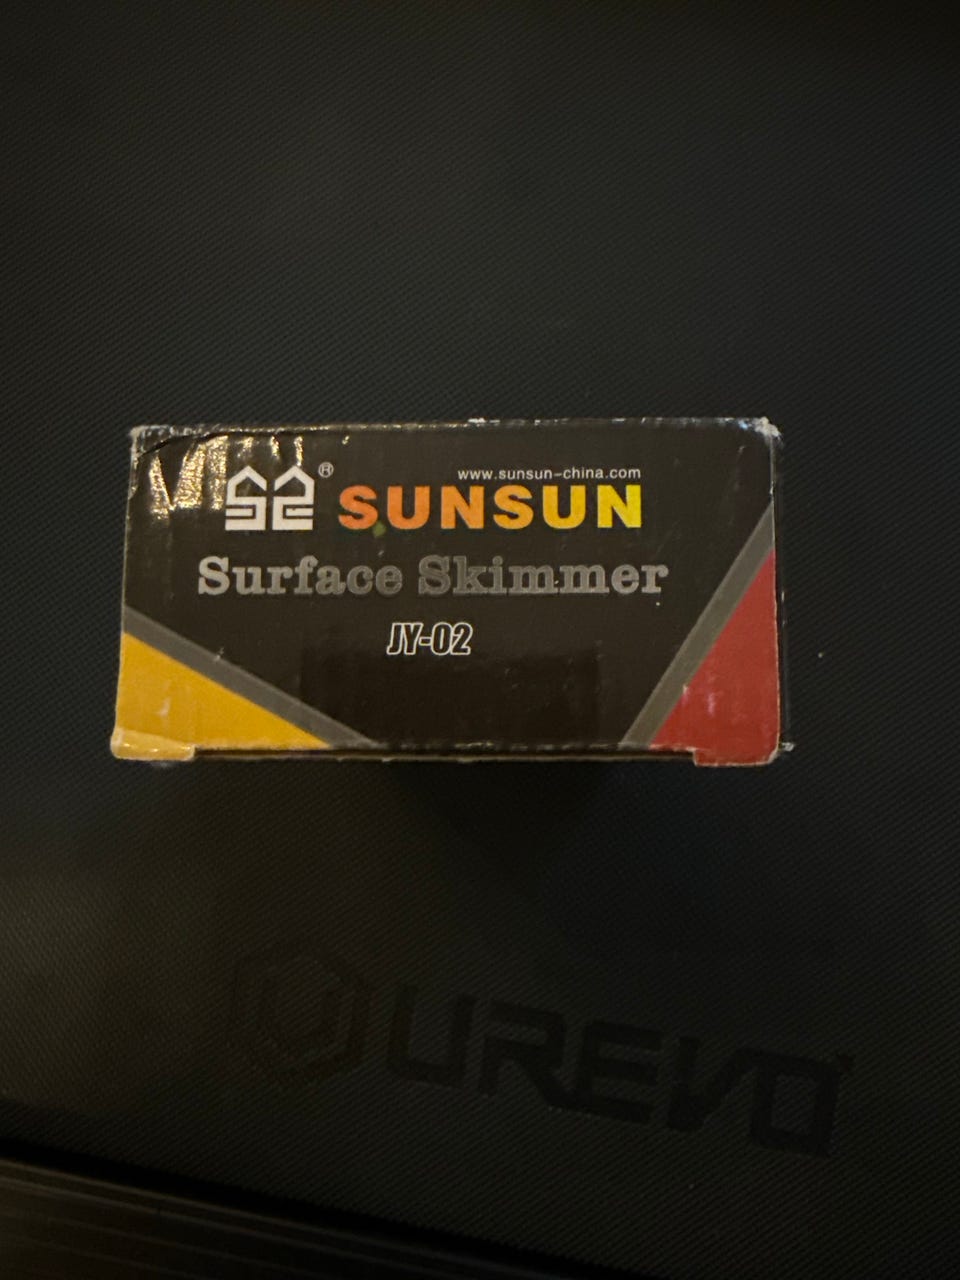 www.sunsun-china.com
® SUNSUN
Surface Skimmer
JY-02
UREVO